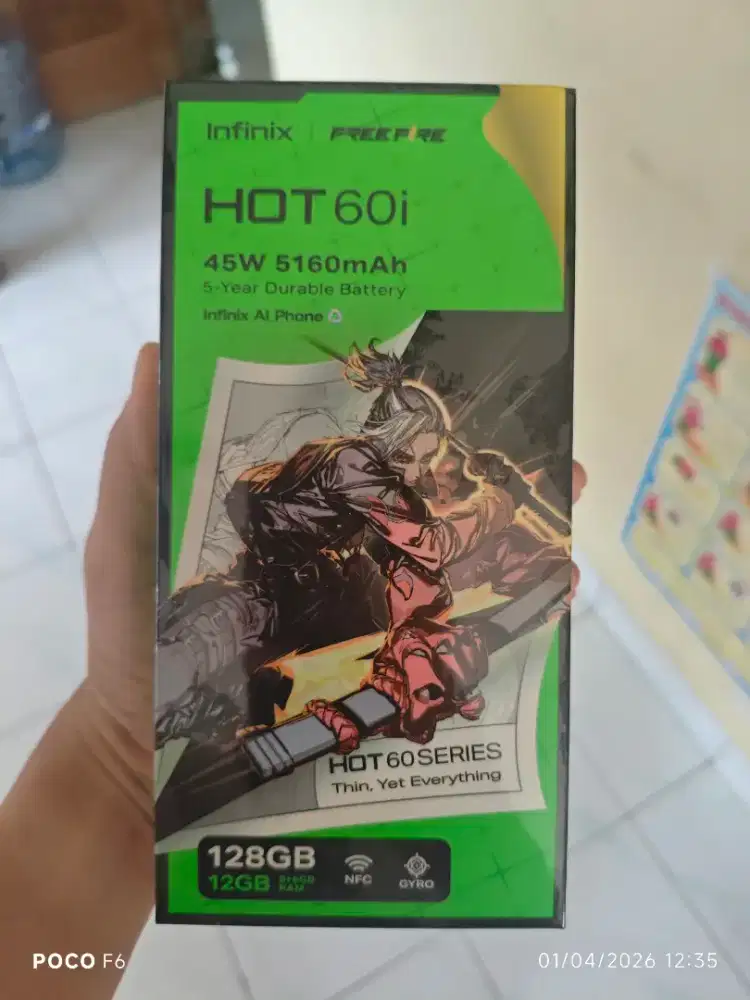 Infinix | FREE FIRE
HOT 60i
45W 5160mAh
5-Year Durable Battery
Infinix AI Phone
HOT 60 SERIES
Thin, Yet Everything
128GB
12GB
RAM
NFC
GYRO
POCO F6
01/04/2026 12:35